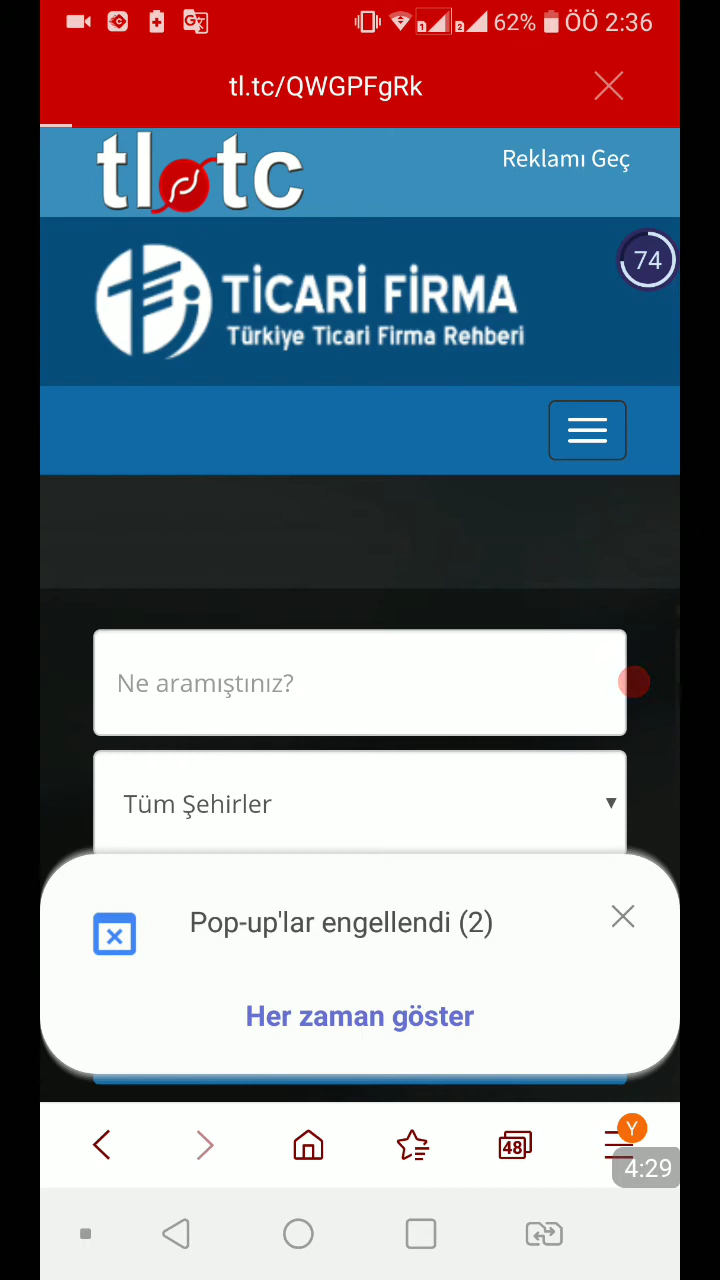 62% ÖÖ 2:36
tl.tc/QWGPFgRk
tl tc
Reklamı Geç
74
TİCARİ FİRMA
Türkiye Ticari Firma Rehberi
Ne aramıştınız?
Tüm Şehirler
Pop-up'lar engellendi (2)
Her zaman göster
48
Y
4:29